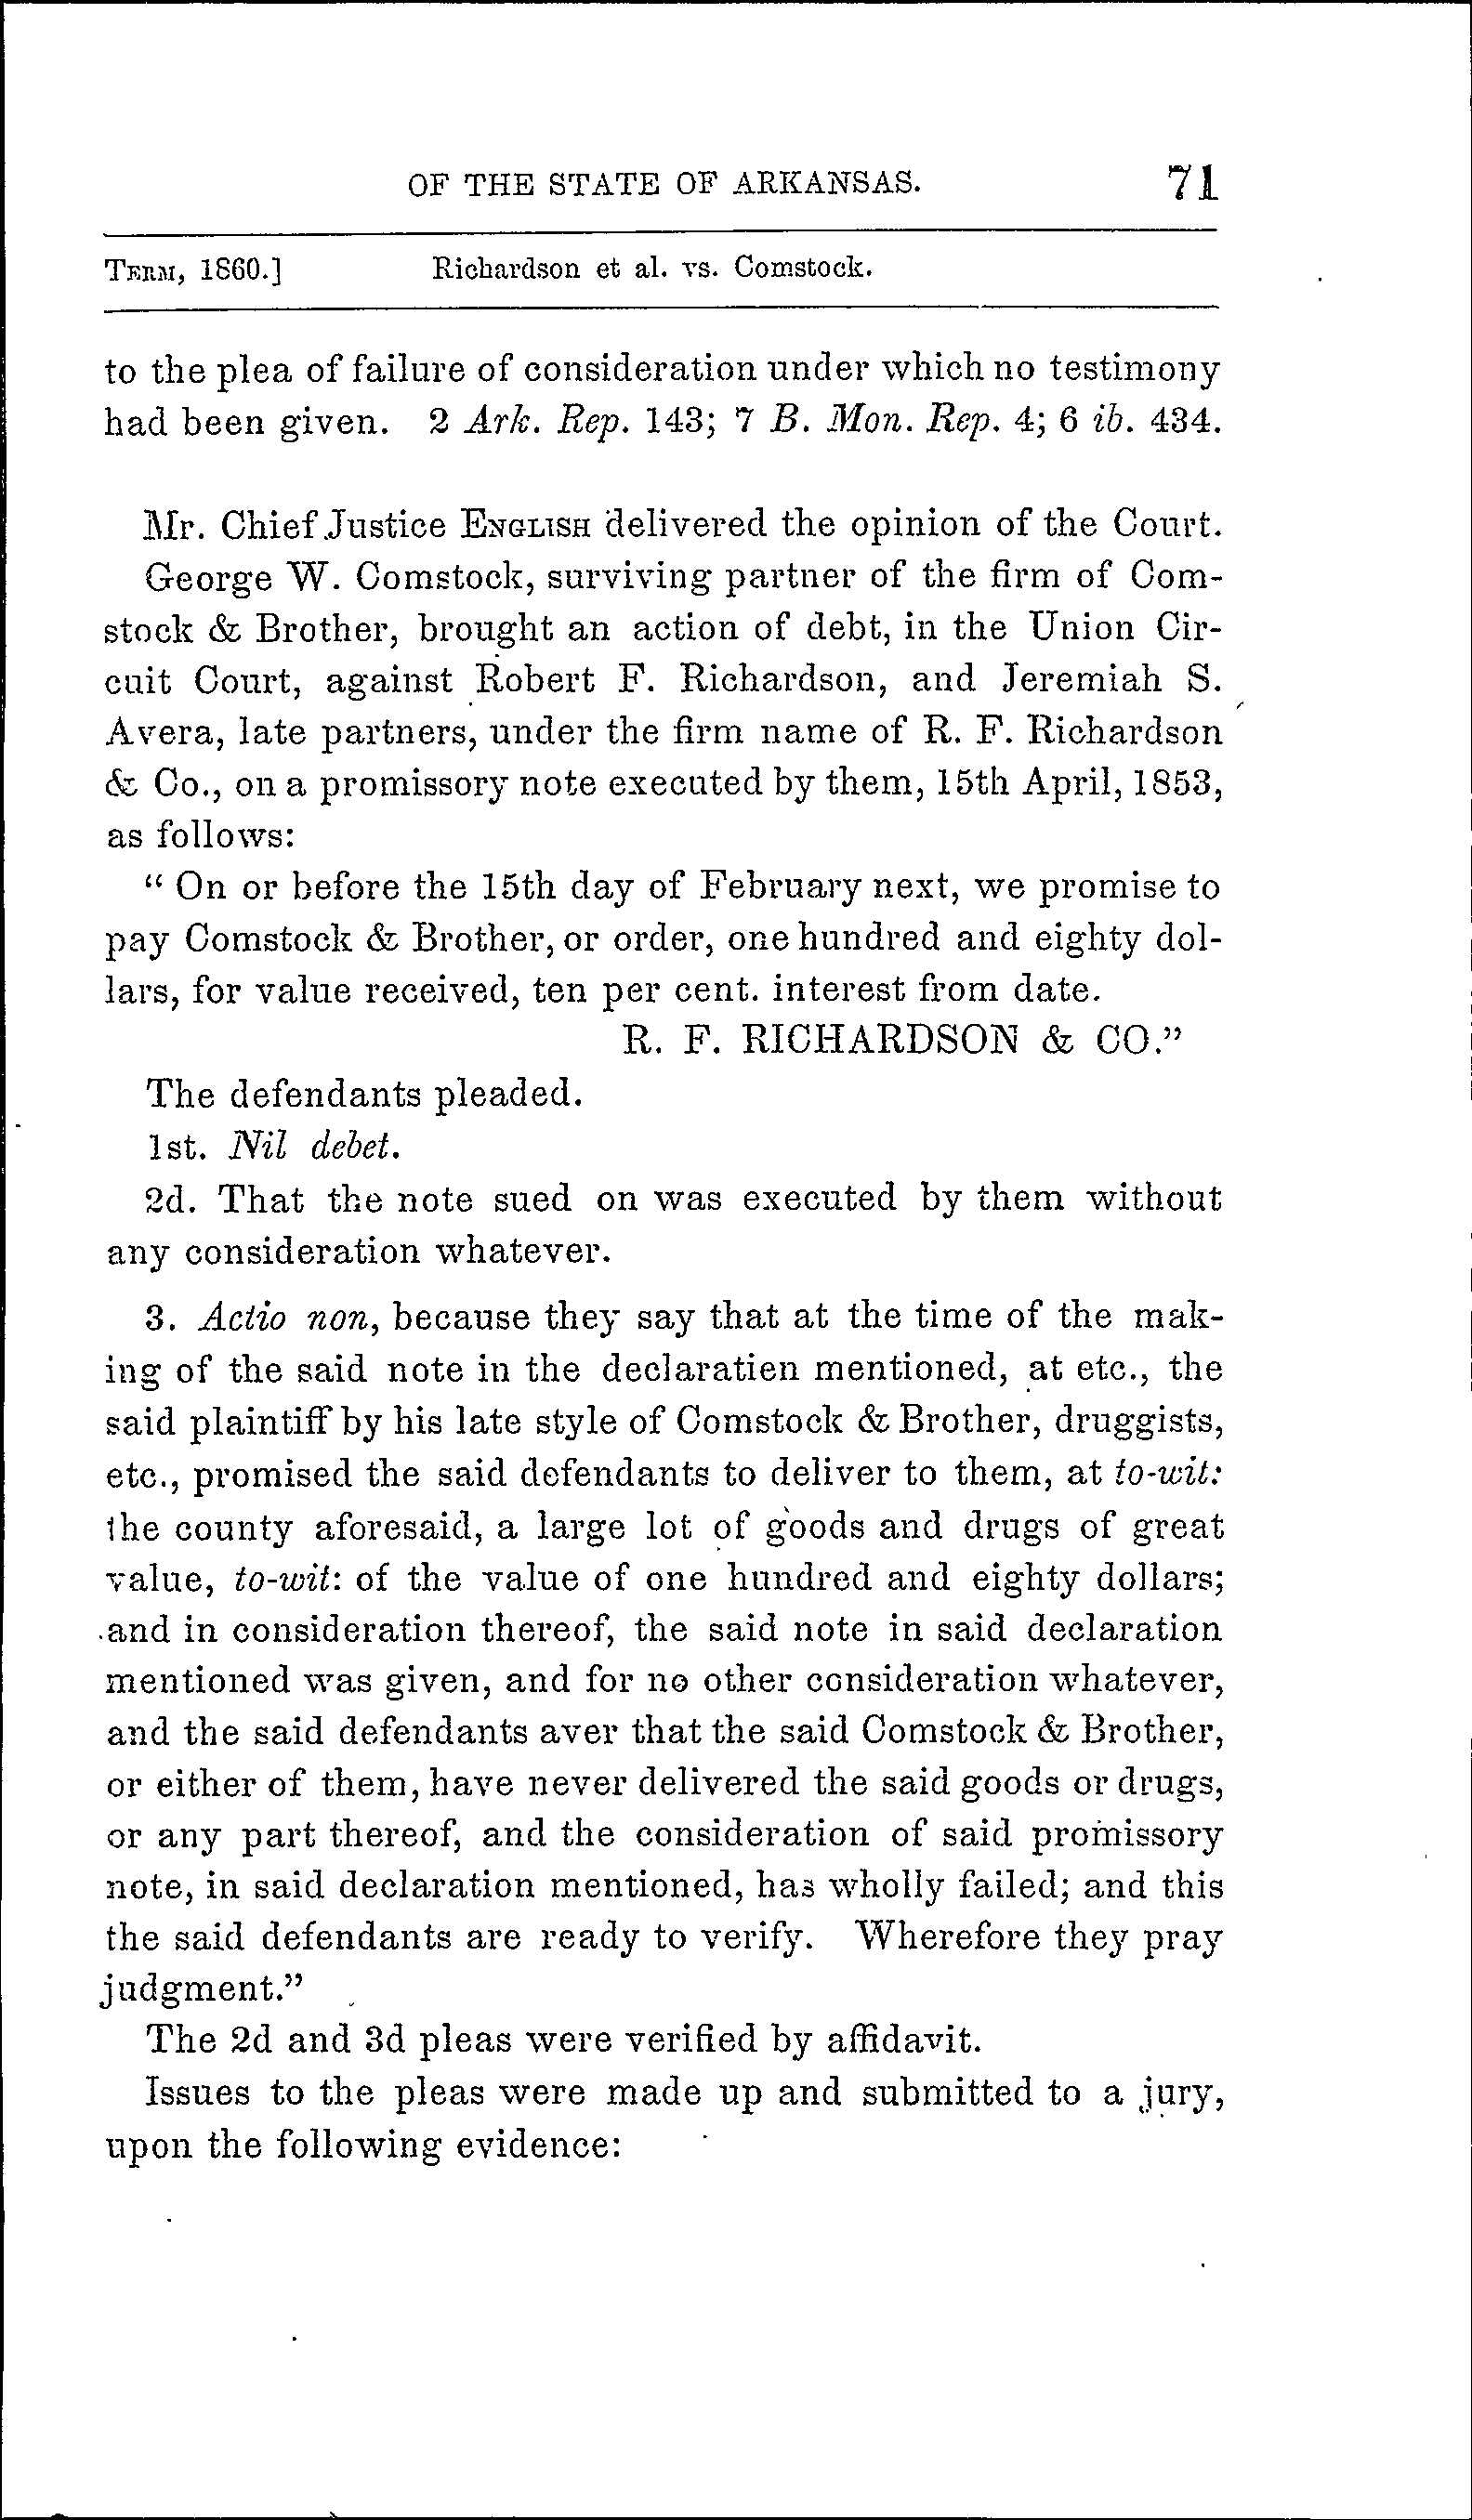 OF THE STATE OF ARKANSAS. 71
TERM, 1860.] Richardson et al. vs. Comstock.
to the plea of failure of consideration under which no testimony
had been given. 2 Ark. Rep. 143; 7 B. Mon. Rep. 4; 6 ib. 434.
Mr. Chief Justice ENGLISH delivered the opinion of the Court.
George W. Comstock, surviving partner of the firm of Com-
stock & Brother, brought an action of debt, in the Union Cir-
cuit Court, against Robert F. Richardson, and Jeremiah S.
Avera, late partners, under the firm name of R. F. Richardson
& Co., on a promissory note executed by them, 15th April, 1853,
as follows:
“ On or before the 15th day of February next, we promise to
pay Comstock & Brother, or order, one hundred and eighty dol-
lars, for value received, ten per cent. interest from date.
R. F. RICHARDSON & CO.”
The defendants pleaded.
1st. Nil debet.
2d. That the note sued on was executed by them without
any consideration whatever.
3. Actio non, because they say that at the time of the mak-
ing of the said note in the declaratien mentioned, at etc., the
said plaintiff by his late style of Comstock & Brother, druggists,
etc., promised the said defendants to deliver to them, at to-wit:
the county aforesaid, a large lot of goods and drugs of great
value, to-wit: of the value of one hundred and eighty dollars;
and in consideration thereof, the said note in said declaration
mentioned was given, and for no other consideration whatever,
and the said defendants aver that the said Comstock & Brother,
or either of them, have never delivered the said goods or drugs,
or any part thereof, and the consideration of said promissory
note, in said declaration mentioned, has wholly failed; and this
the said defendants are ready to verify. Wherefore they pray
judgment.”
The 2d and 3d pleas were verified by affidavit.
Issues to the pleas were made up and submitted to a jury,
upon the following evidence: